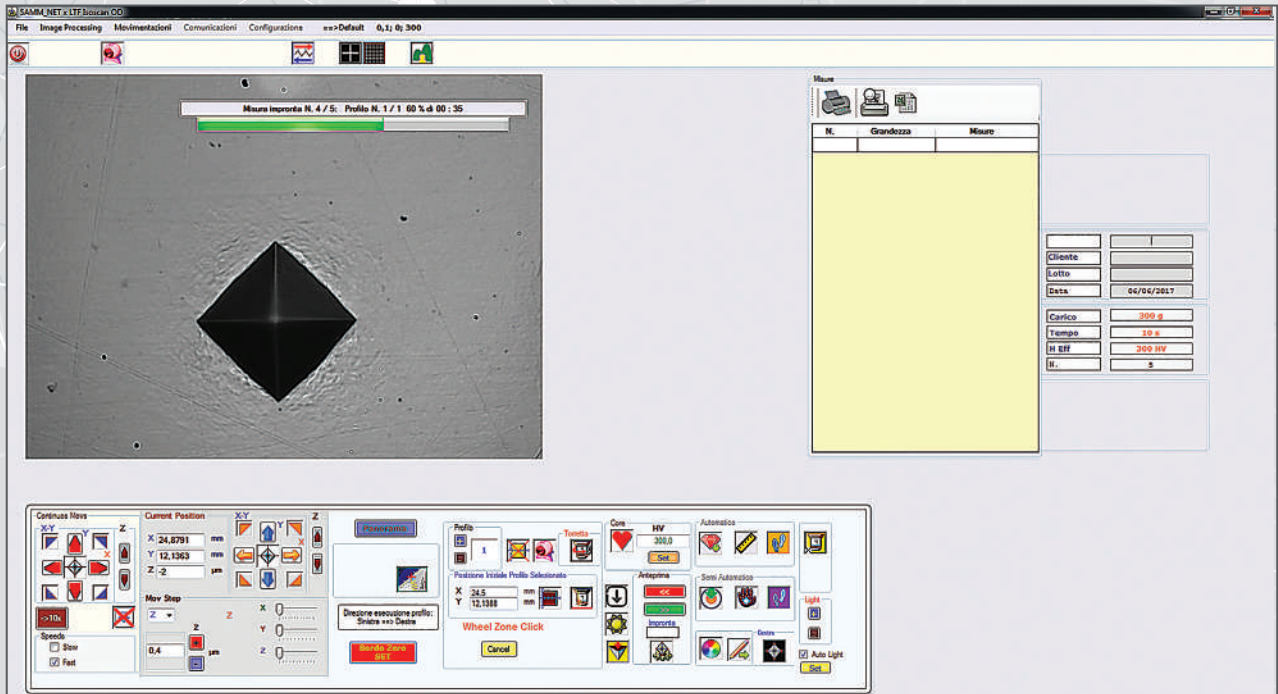 SAMM_NET x LTF Isoscan OD
File Image Processing Movimentazioni Comunicazioni Configurazione ==>Default 0,1; 0; 300
Misura impronta N. 4 / 5: Profilo N. 1 / 1 60 % di 00 : 35
Misure
N. Grandezza Misure
Cliente
Lotto
Data 06/06/2017
Carico 300 g
Tempo 10 s
H Eff 300 HV
N. 5
Continuos Movs
X-Y Z
Y
X
->10x
Speeds
Slow
Fast
Current Position
X 24,8791 mm
Y 12,1363 mm
Z -2 µm
X-Y Z
Y
X
Mov Step
Z Z
Z
0,4 µm
X
Y
Z
Panorama
Direzione esecuzione profilo:
Sinistra ==> Destra
Bordo Zero
SET
Profilo
1
Torretta
Posizione Iniziale Profilo Selezionato
X 24.5 mm
Y 12,1388 mm
Wheel Zone Click
Cancel
Core HV
300,0
Set
Anteprima
<<
>>
Impronta
Automatico
Semi Automatico
Destra
Light
Auto Light
Set